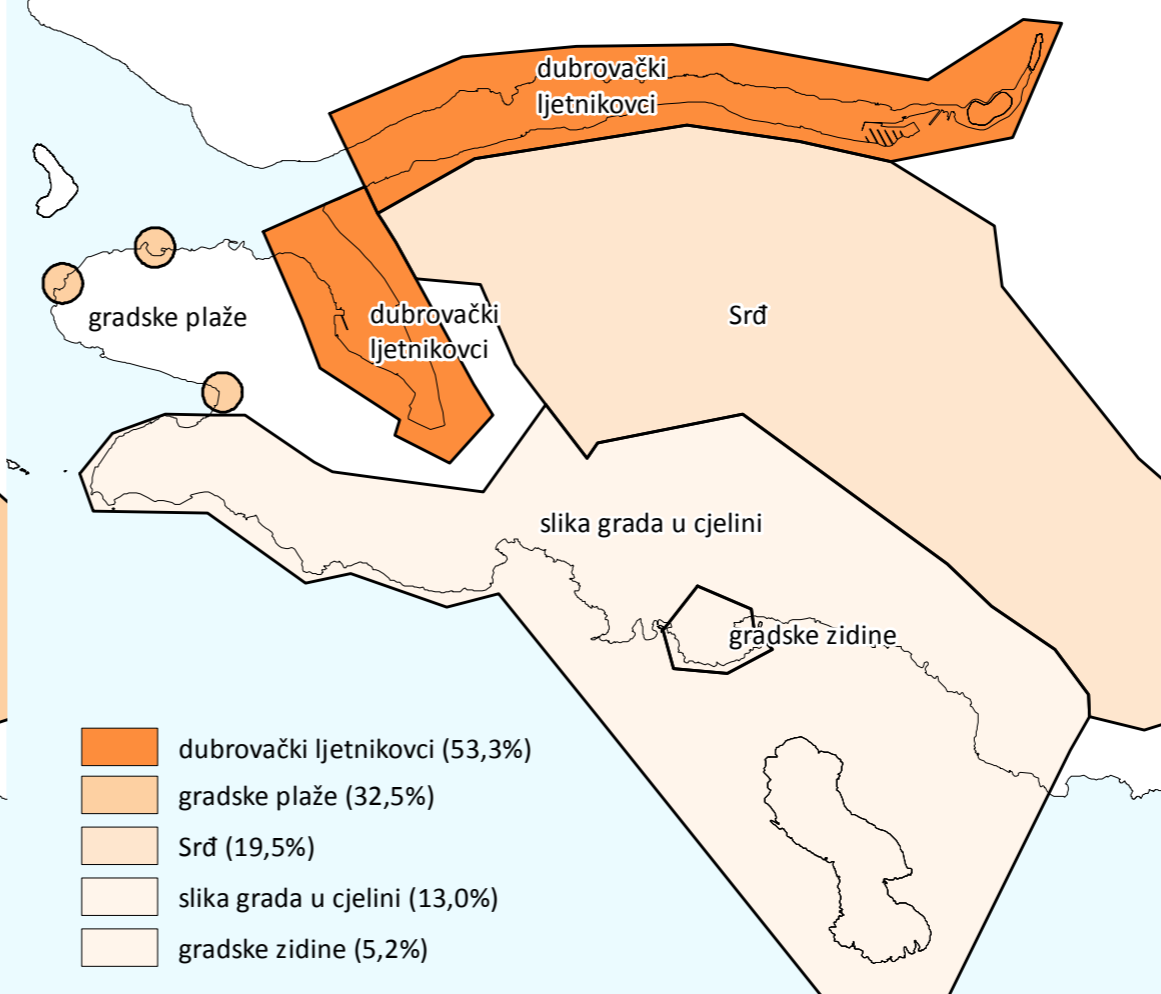 dubrovački
ljetnikovci
gradske plaže
dubrovački
ljetnikovci
Srđ
slika grada u cjelini
gradske zidine
dubrovački ljetnikovci (53,3%)
gradske plaže (32,5%)
Srđ (19,5%)
slika grada u cjelini (13,0%)
gradske zidine (5,2%)